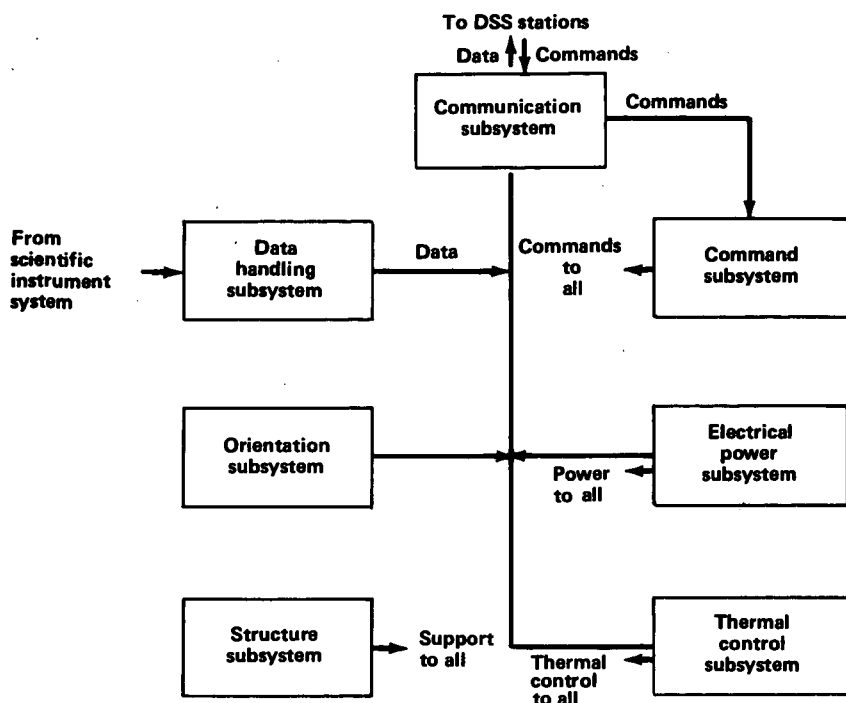 To DSS stations
Data
Commands
Communication
subsystem
Commands
From
scientific
instrument
system
Data
handling
subsystem
Data
Commands
to
all
Command
subsystem
Orientation
subsystem
Power
to all
Electrical
power
subsystem
Structure
subsystem
Support
to all
Thermal
control
to all
Thermal
control
subsystem